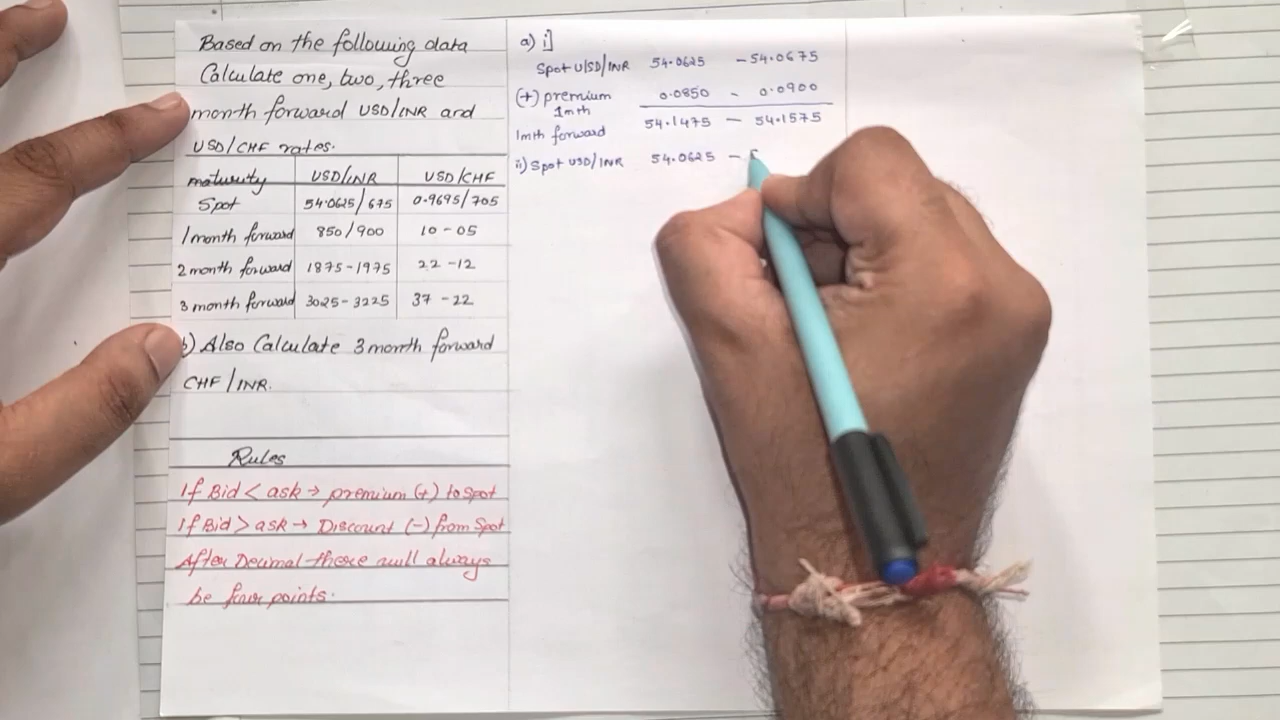 Based on the following data
Calculate one, two, three
month forward USD/INR and
USD/CHF rates.
maturity USD/INR USD/CHF
Spot 54.0625/675 0.9695/705
1 month forward 850/900 10-05
2 month forward 1875-1975 22-12
3 month forward 3025-3225 37-22
b) Also Calculate 3 month forward
CHF/INR.
Rules
If Bid < ask → premium (+) to Spot
If Bid > ask → Discount (-) from Spot
After Decimal there will always
be four points.
a) i]
Spot USD/INR 54.0625 - 54.0675
(+) premium 0.0850 - 0.0900
1mth
1mth forward 54.1475 - 54.1575
ii) Spot USD/INR 54.0625 -